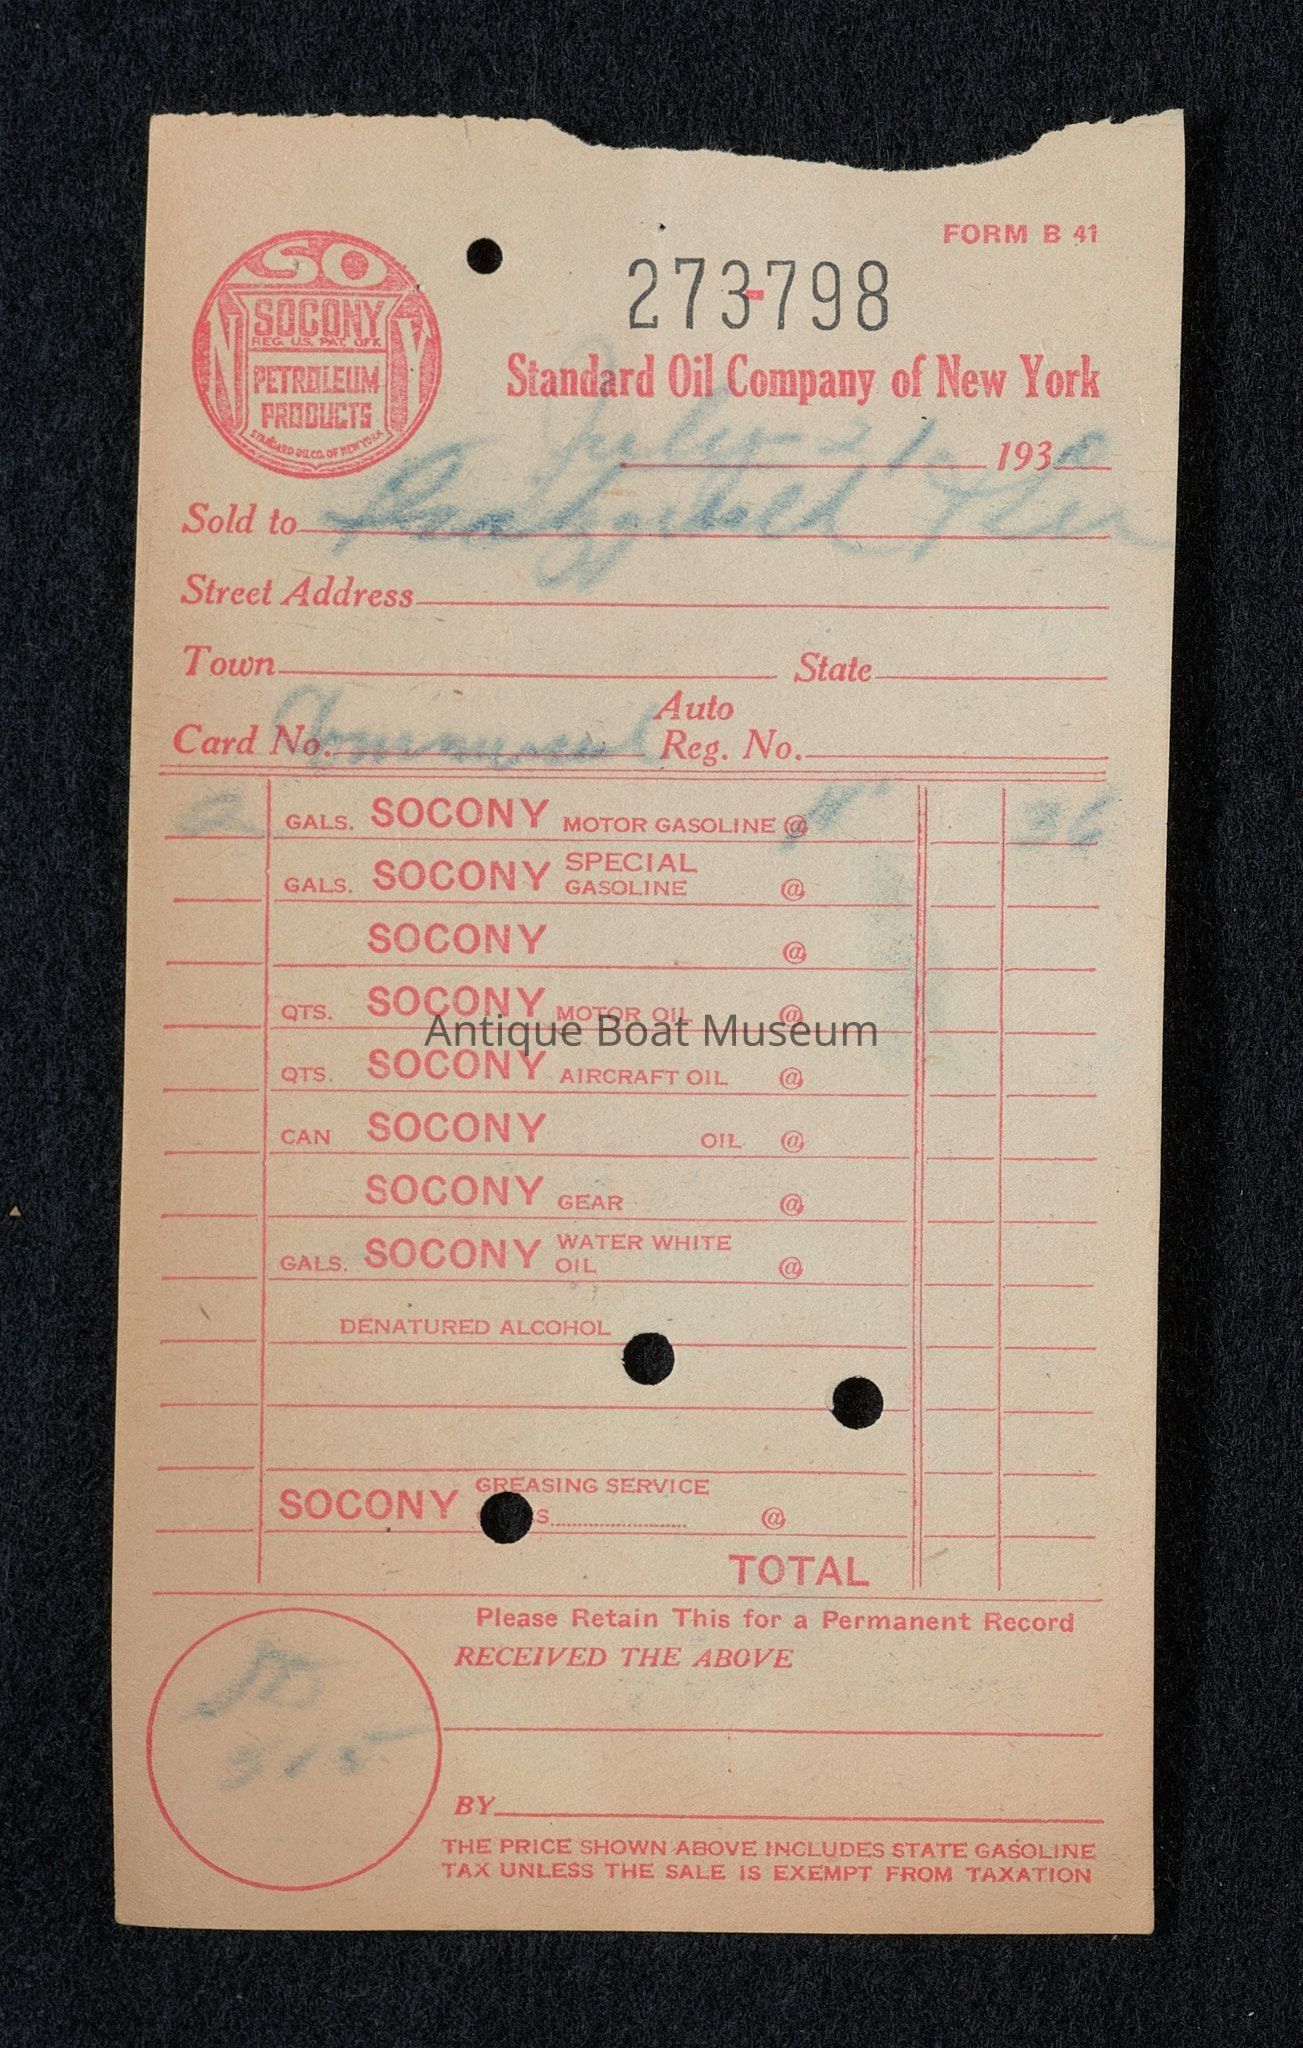 FORM B 41
273-798
SO
N Y
SOCONY
REG. U.S. PAT. OFF.
PETROLEUM
PRODUCTS
STANDARD OIL CO. OF NEW YORK
Standard Oil Company of New York
July 21 193
Sold to
Street Address
Town State
Card No. Auto Reg. No.
2 GALS. SOCONY MOTOR GASOLINE @ 36
GALS. SOCONY SPECIAL GASOLINE @
SOCONY @
QTS. SOCONY MOTOR OIL @
Antique Boat Museum
QTS. SOCONY AIRCRAFT OIL @
CAN SOCONY OIL @
SOCONY GEAR @
GALS. SOCONY WATER WHITE OIL @
DENATURED ALCOHOL
SOCONY GREASING SERVICE
@
TOTAL
Please Retain This for a Permanent Record
RECEIVED THE ABOVE
315
BY
THE PRICE SHOWN ABOVE INCLUDES STATE GASOLINE
TAX UNLESS THE SALE IS EXEMPT FROM TAXATION